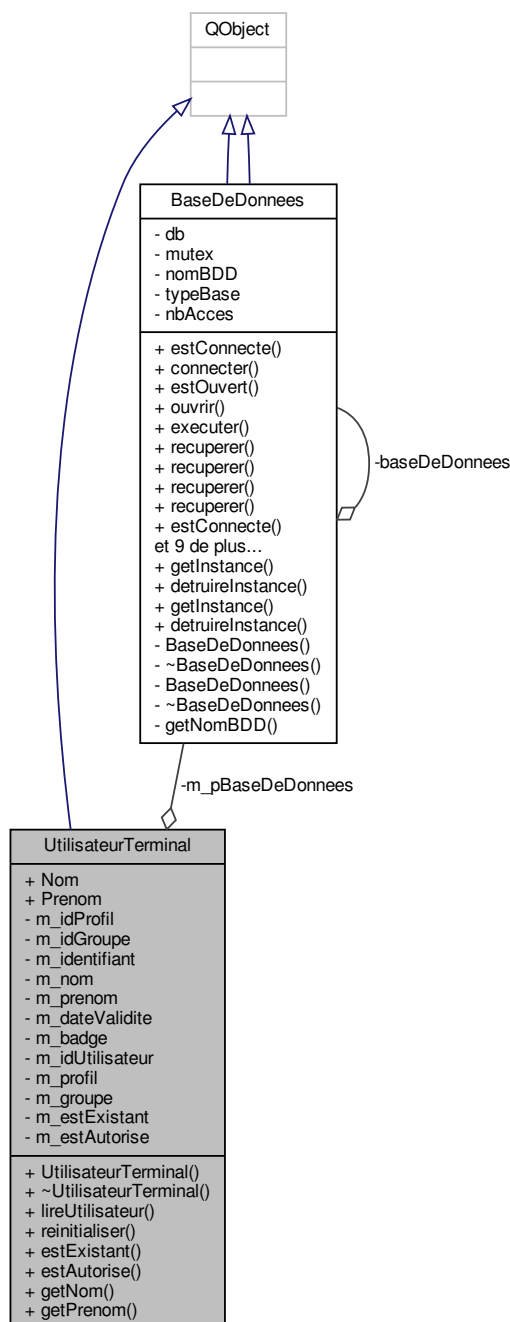 QObject
BaseDeDonnees
- db
- mutex
- nomBDD
- typeBase
- nbAcces
+ estConnecte()
+ connecter()
+ estOuvert()
+ ouvrir()
+ executer()
+ recuperer()
+ recuperer()
+ recuperer()
+ recuperer()
+ estConnecte()
et 9 de plus...
+ getInstance()
+ detruireInstance()
+ getInstance()
+ detruireInstance()
- BaseDeDonnees()
- ~BaseDeDonnees()
- BaseDeDonnees()
- ~BaseDeDonnees()
- getNomBDD()
-baseDeDonnees
-m_pBaseDeDonnees
UtilisateurTerminal
+ Nom
+ Prenom
- m_idProfil
- m_idGroupe
- m_identifiant
- m_nom
- m_prenom
- m_dateValidite
- m_badge
- m_idUtilisateur
- m_profil
- m_groupe
- m_estExistant
- m_estAutorise
+ UtilisateurTerminal()
+ ~UtilisateurTerminal()
+ lireUtilisateur()
+ reinitialiser()
+ estExistant()
+ estAutorise()
+ getNom()
+ getPrenom()